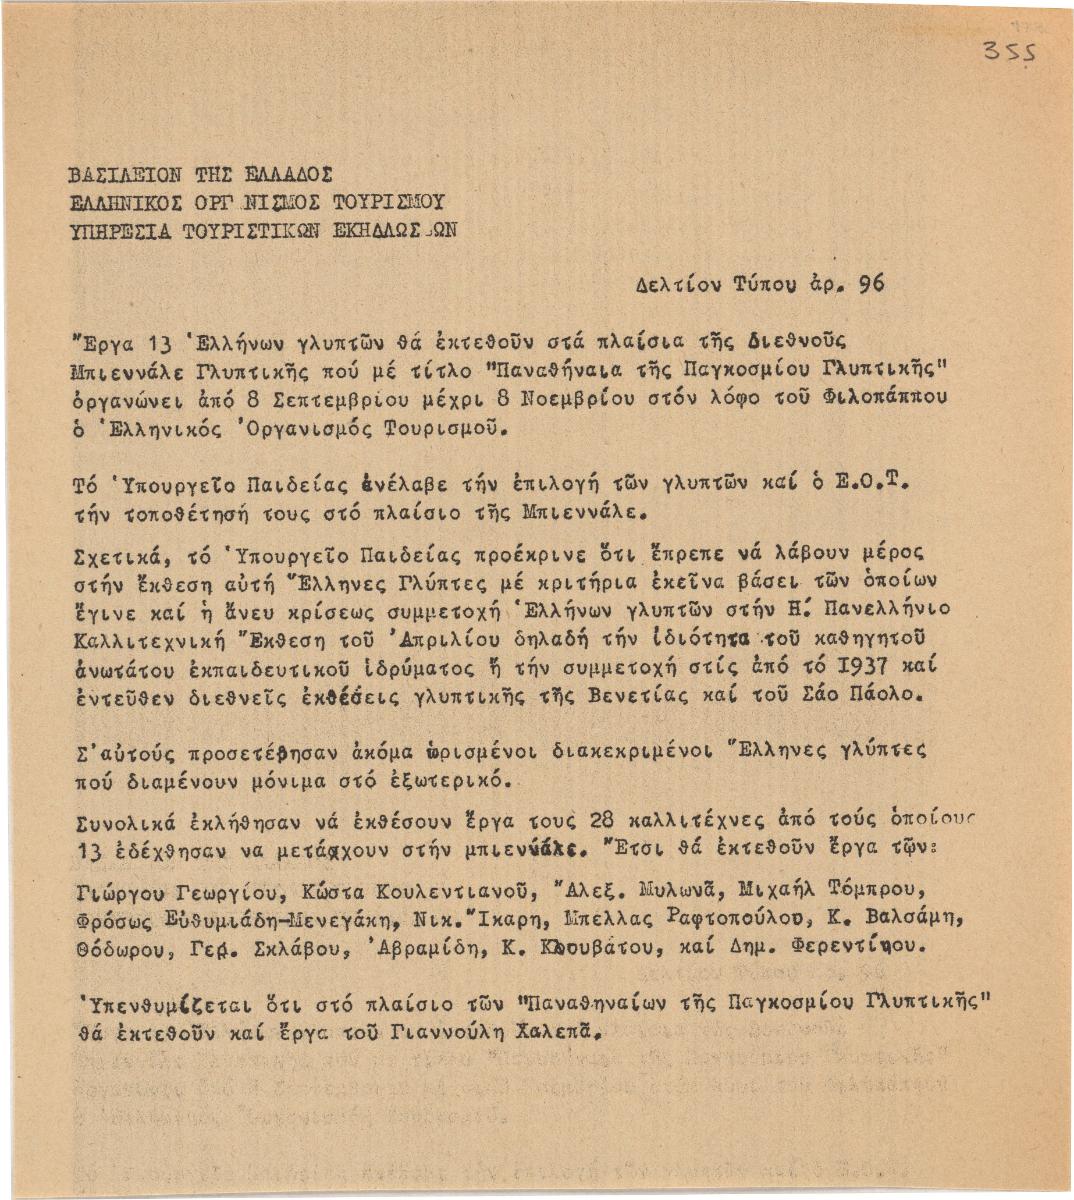 355
ΒΑΣΙΛΕΙΟΝ ΤΗΣ ΕΛΛΑΔΟΣ
ΕΛΛΗΝΙΚΟΣ ΟΡΓ ΝΙΣΜΟΣ ΤΟΥΡΙΣΜΟΥ
ΥΠΗΡΕΣΙΑ ΤΟΥΡΙΣΤΙΚΩΝ ΕΚΗΔΛΩΣ ΩΝ
Δελτίον Τύπου ἀρ. 96
Ἔργα 13 Ἑλλήνων γλυπτῶν θά ἐκτεθοῦν στά πλαίσια τῆς Διεθνοῦς
Μπιεννάλε Γλυπτικῆς πού μέ τίτλο "Παναθήναια τῆς Παγκοσμίου Γλυπτικῆς"
ὀργανώνει ἀπό 8 Σεπτεμβρίου μέχρι 8 Νοεμβρίου στόν λόφο τοῦ Φιλοπάππου
ὁ Ἑλληνικός Ὀργανισμός Τουρισμοῦ.
Τό Ὑπουργεῖο Παιδείας ἀνέλαβε τήν ἐπιλογή τῶν γλυπτῶν καί ὁ Ε.Ο.Τ.
τήν τοποθέτησή τους στό πλαίσιο τῆς Μπιεννάλε.
Σχετικά, τό Ὑπουργεῖο Παιδείας προέκρινε ὅτι ἔπρεπε νά λάβουν μέρος
στήν ἔκθεση αὐτή Ἕλληνες Γλύπτες μέ κριτήρια ἐκεῖνα βάσει τῶν ὁποίων
ἔγινε καί ἡ ἄνευ κρίσεως συμμετοχή Ἑλλήνων γλυπτῶν στήν Η΄ Πανελλήνιο
Καλλιτεχνική Ἔκθεση τοῦ Ἀπριλίου δηλαδή τήν ἰδιότητα τοῦ καθηγητοῦ
ἀνωτάτου ἐκπαιδευτικοῦ ἱδρύματος ἤ τήν συμμετοχή στίς ἀπό τό 1937 καί
ἐντεῦθεν διεθνεῖς ἐκθέσεις γλυπτικῆς τῆς Βενετίας καί τοῦ Σάο Πάολο.
Σ'αὐτούς προσετέθησαν ἀκόμα ὡρισμένοι διακεκριμένοι Ἕλληνες γλύπτες
πού διαμένουν μόνιμα στό ἐξωτερικό.
Συνολικά ἐκλήθησαν νά ἐκθέσουν ἔργα τους 28 καλλιτέχνες ἀπό τούς ὁποίους
13 ἐδέχθησαν να μετάσχουν στήν μπιεννάλε. Ἔτσι θά ἐκτεθοῦν ἔργα τῶν:
Γιώργου Γεωργίου, Κώστα Κουλεντιανοῦ, Ἄλεξ. Μυλωνᾶ, Μιχαήλ Τόμπρου,
Φρόσως Εὐθυμιάδη-Μενεγάκη, Νικ. Ἴκαρη, Μπέλλας Ραφτοπούλου, Κ. Βαλσάμη,
Θόδωρου, Γερ. Σκλάβου, Ἀβραμίδη, Κ. Κλουβάτου, καί Δημ. Φερεντίνου.
Ὑπενθυμίζεται ὅτι στό πλαίσιο τῶν "Παναθηναίων τῆς Παγκοσμίου Γλυπτικῆς"
θά ἐκτεθοῦν καί ἔργα τοῦ Γιαννούλη Χαλεπᾶ.